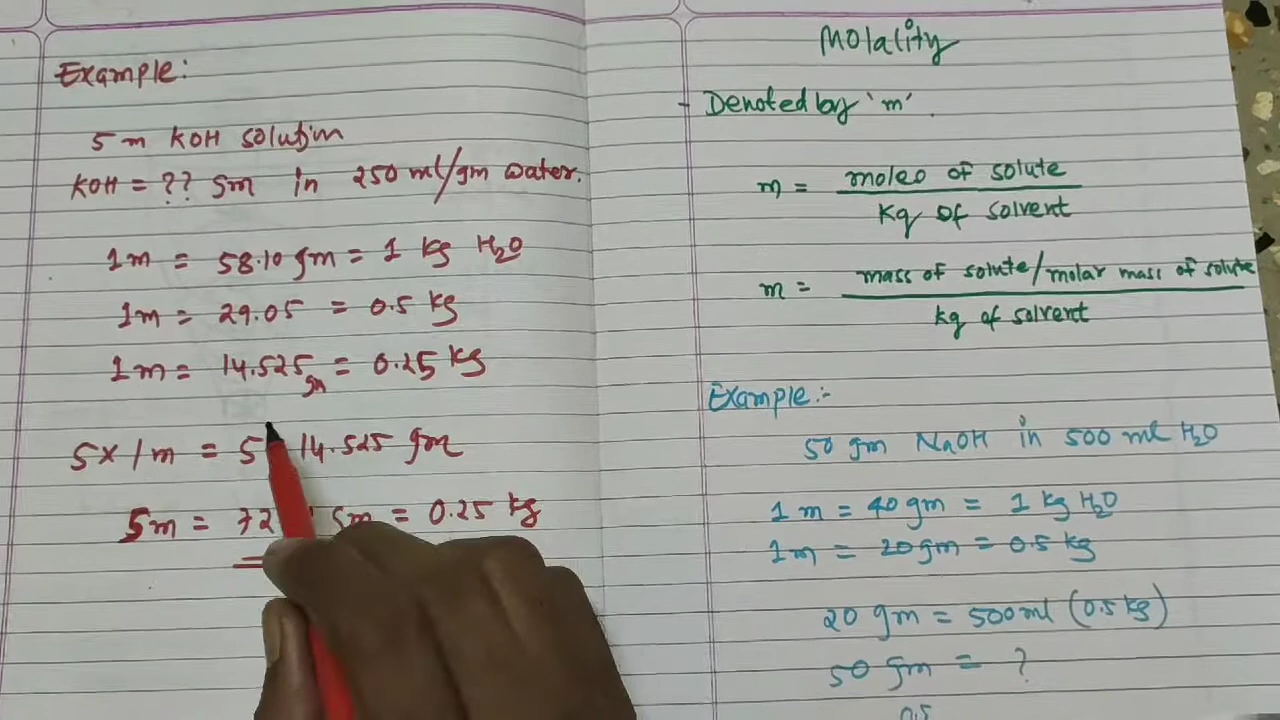 Example:
5 m KOH solution
KOH = ?? gm in 250 ml/gm water.
1m = 58.10 gm = 1 kg H2O
1m = 29.05 = 0.5 kg
1m = 14.525 gm = 0.25 kg
5 x 1m = 5 14.525 gm
5m = 72 gm = 0.25 kg
Molality
- Denoted by 'm'.
m = moles of solute
kg of solvent
m = mass of solute/molar mass of solute
kg of solvent
Example:-
50 gm NaOH in 500 ml H2O
1 m = 40 gm = 1 kg H2O
1m = 20 gm = 0.5 kg
20 gm = 500 ml (0.5 kg)
50 gm = ?
0.5